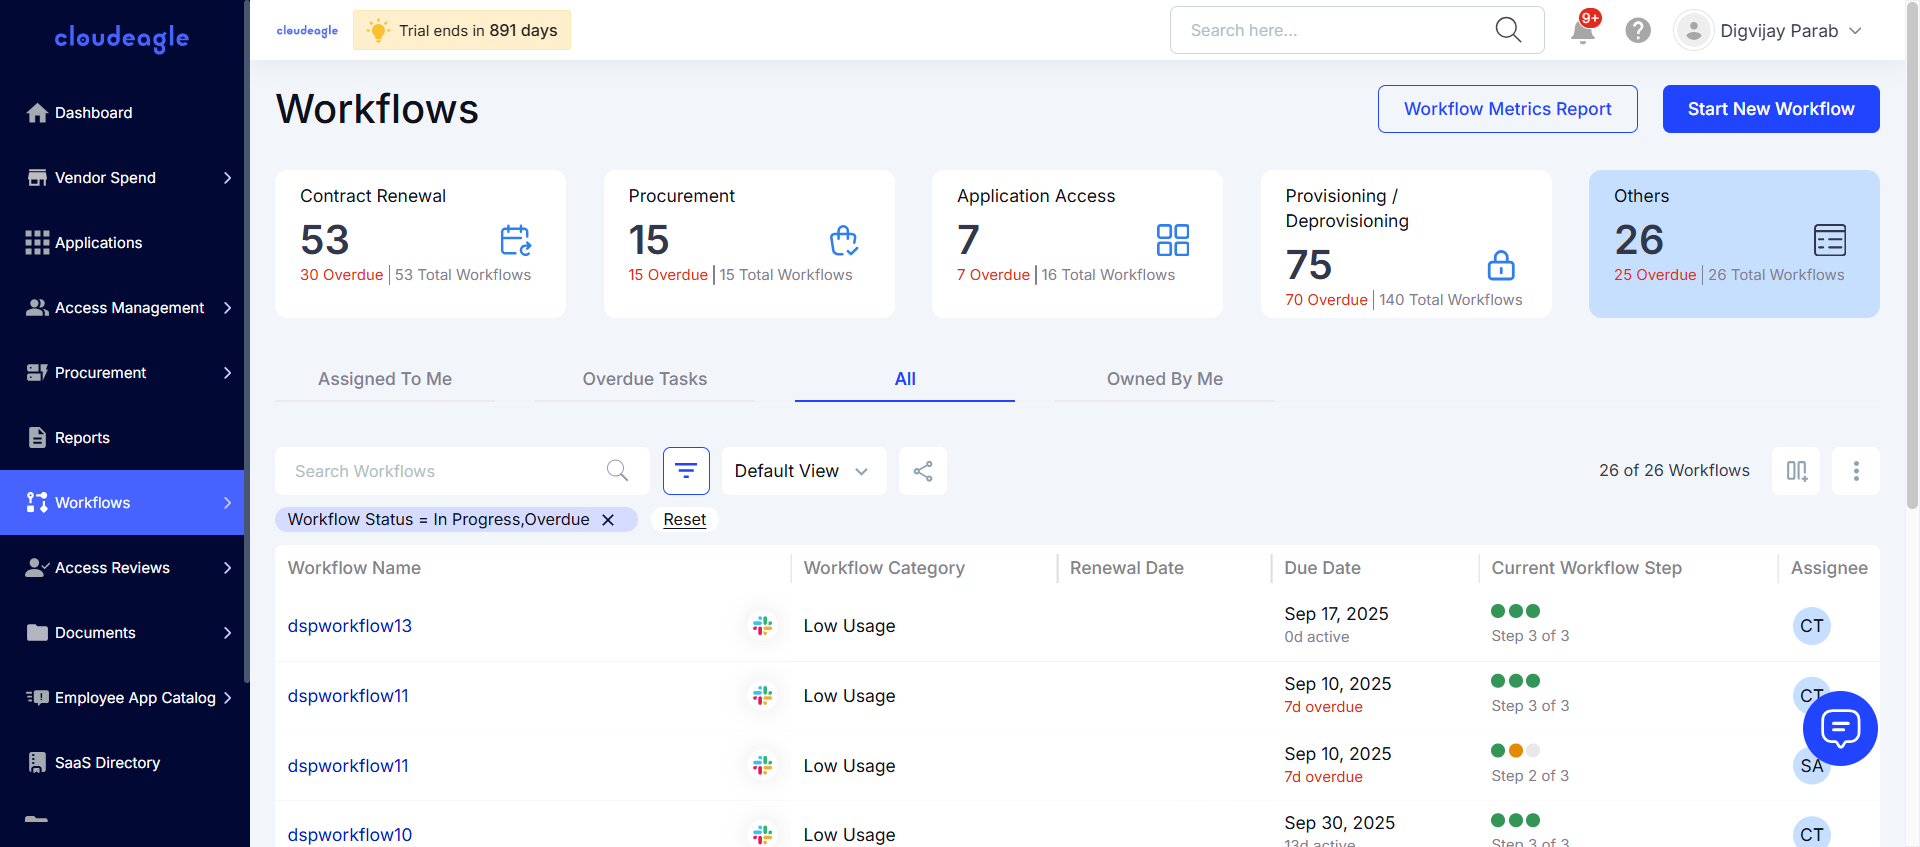 cloudeagle
Dashboard
Vendor Spend
Applications
Access Management
Procurement
Reports
Workflows
Access Reviews
Documents
Employee App Catalog
SaaS Directory
cloudeagle
Trial ends in 891 days
Search here...
9+
Digvijay Parab
Workflows
Workflow Metrics Report
Start New Workflow
Contract Renewal
53
30 Overdue | 53 Total Workflows
Procurement
15
15 Overdue | 15 Total Workflows
Application Access
7
7 Overdue | 16 Total Workflows
Provisioning /
Deprovisioning
75
70 Overdue | 140 Total Workflows
Others
26
25 Overdue | 26 Total Workflows
Assigned To Me
Overdue Tasks
All
Owned By Me
Search Workflows
Default View
26 of 26 Workflows
Workflow Status = In Progress,Overdue
Reset
Workflow Name Workflow Category Renewal Date Due Date Current Workflow Step Assignee
dspworkflow13 Low Usage Sep 17, 2025 CT
0d active Step 3 of 3
dspworkflow11 Low Usage Sep 10, 2025 CT
7d overdue Step 3 of 3
dspworkflow11 Low Usage Sep 10, 2025 SA
7d overdue Step 2 of 3
dspworkflow10 Low Usage Sep 30, 2025 CT
13d active Step 3 of 3